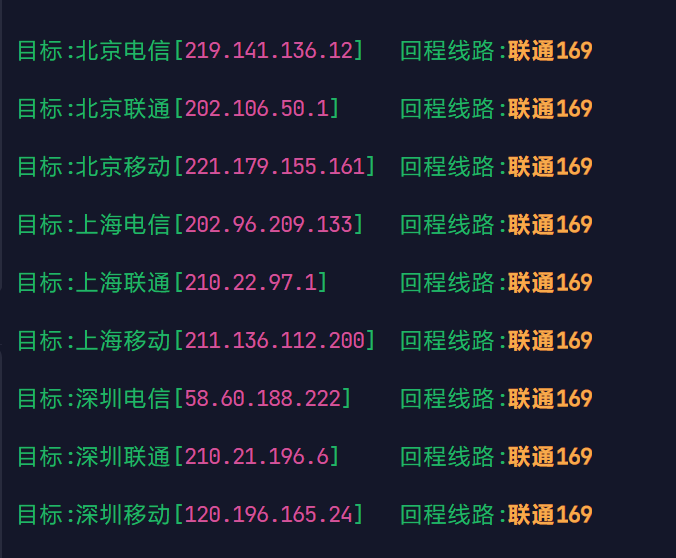 目标:北京电信[219.141.136.12] 回程线路:联通169
目标:北京联通[202.106.50.1] 回程线路:联通169
目标:北京移动[221.179.155.161] 回程线路:联通169
目标:上海电信[202.96.209.133] 回程线路:联通169
目标:上海联通[210.22.97.1] 回程线路:联通169
目标:上海移动[211.136.112.200] 回程线路:联通169
目标:深圳电信[58.60.188.222] 回程线路:联通169
目标:深圳联通[210.21.196.6] 回程线路:联通169
目标:深圳移动[120.196.165.24] 回程线路:联通169